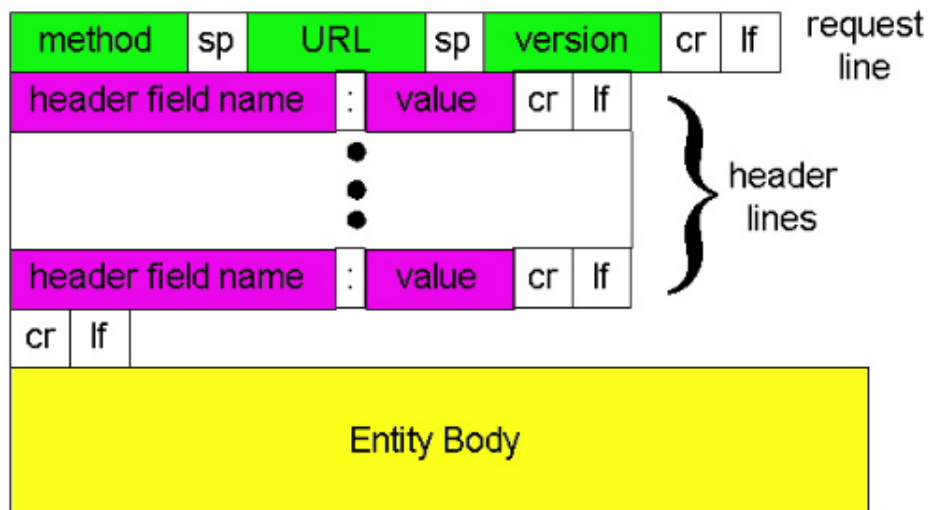 method sp URL sp version cr lf request line
header field name : value cr lf
header lines
header field name : value cr lf
cr lf
Entity Body